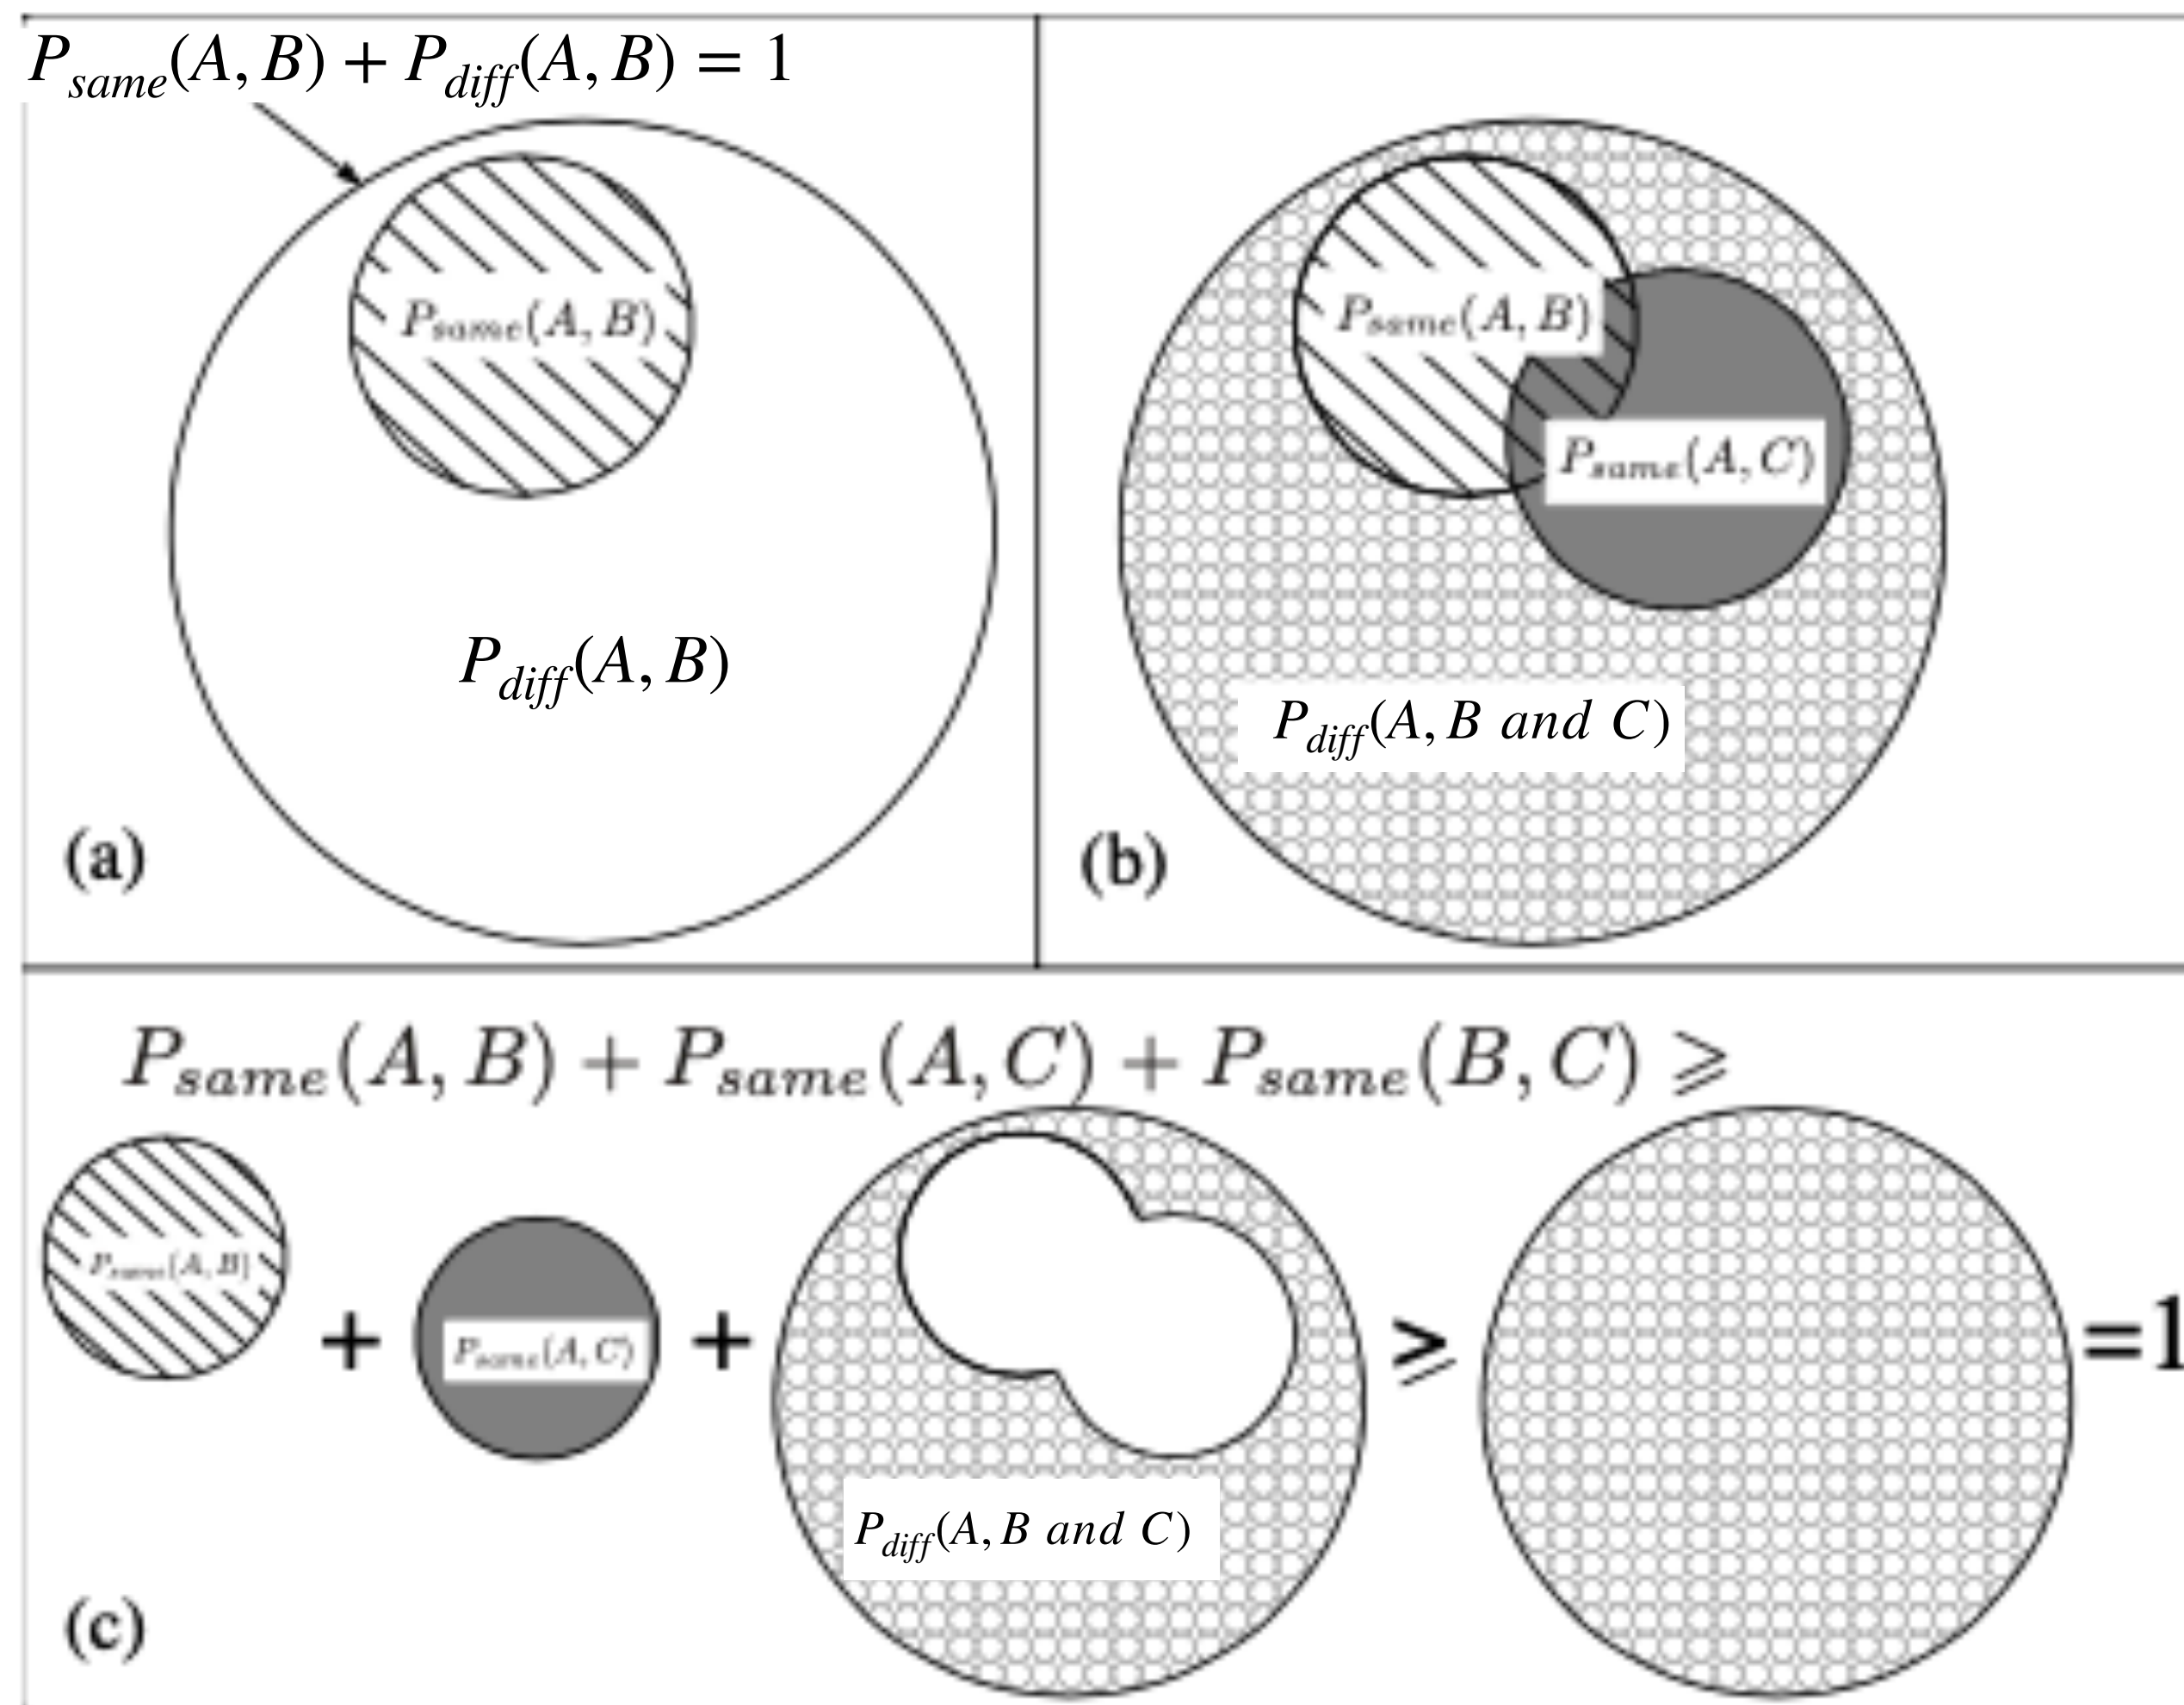 P_same(A, B) + P_diff(A, B) = 1
P_same(A, B)
P_diff(A, B)
(a)
P_same(A, B)
P_same(A, C)
P_diff(A, B and C)
(b)
P_same(A, B) + P_same(A, C) + P_same(B, C) ⩾
P_same(A, B) + P_same(A, C) + P_diff(A, B and C) ⩾ =1
(c)